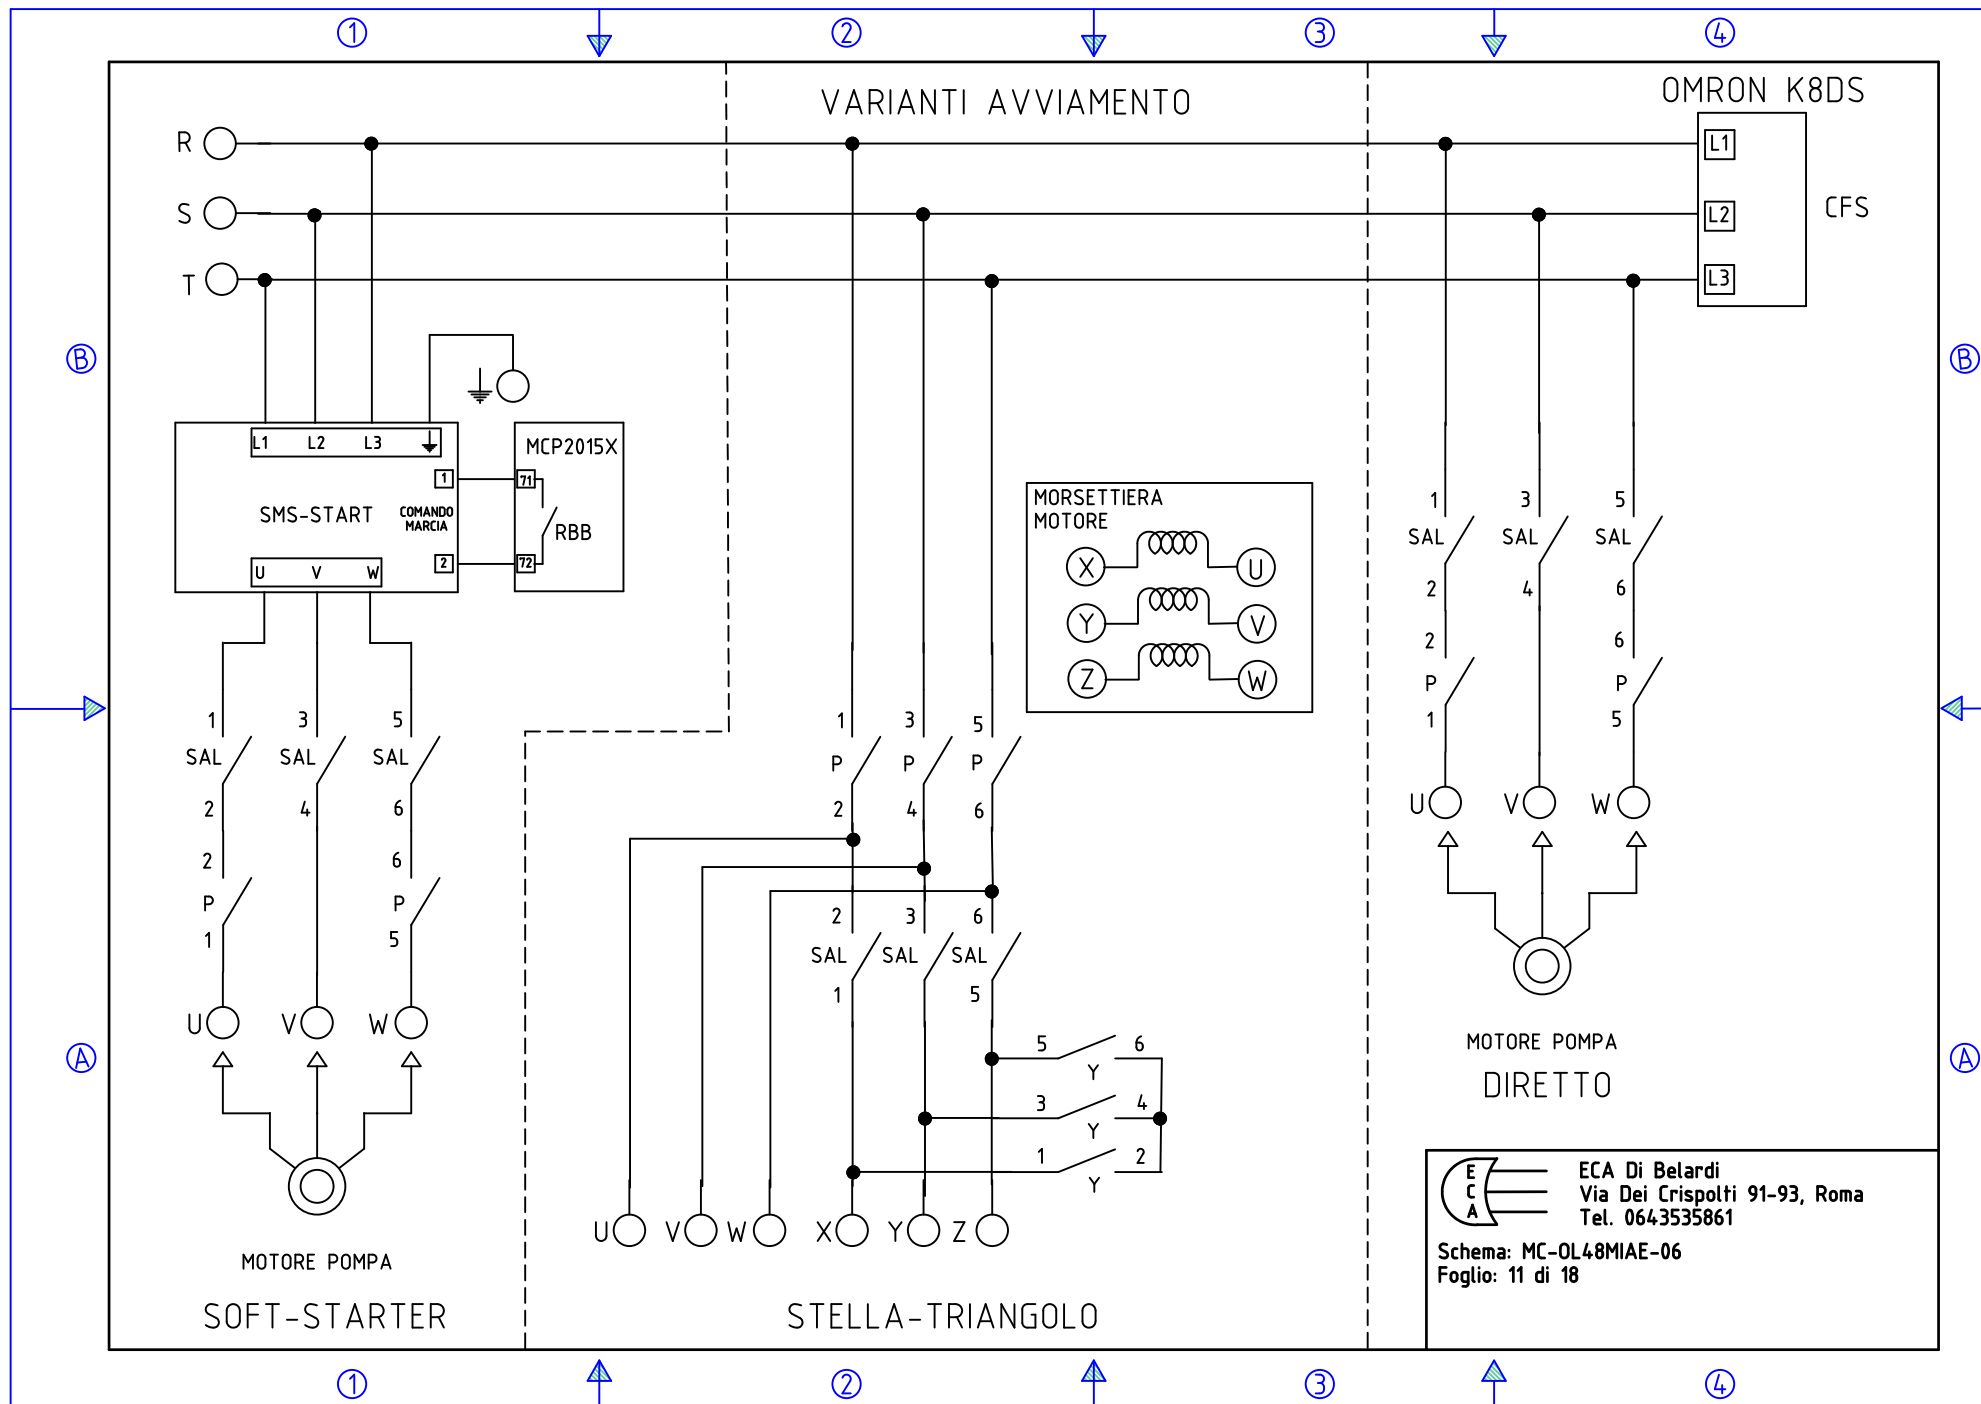 1 2 3 4
VARIANTI AVVIAMENTO
OMRON K8DS
R
L1
S
L2
CFS
T
L3
B
B
L1 L2 L3
MCP2015X
1
71
SMS-START
COMANDO
MARCIA
RBB
2
72
U V W
MORSETTIERA
MOTORE
X U
Y V
Z W
1 3 5
SAL SAL SAL
2 4 6
2 6
P P
1 5
U V W
MOTORE POMPA
DIRETTO
1 3 5
SAL SAL SAL
2 4 6
2 6
P P
1 5
U V W
MOTORE POMPA
SOFT-STARTER
1 3 5
P P P
2 4 6
2 3 6
SAL SAL SAL
1 5
5 6
Y
3 4
Y
1 2
Y
U V W X Y Z
STELLA-TRIANGOLO
A
A
E
C
A
ECA Di Belardi
Via Dei Crispolti 91-93, Roma
Tel. 0643535861
Schema: MC-OL48MIAE-06
Foglio: 11 di 18
1 2 3 4